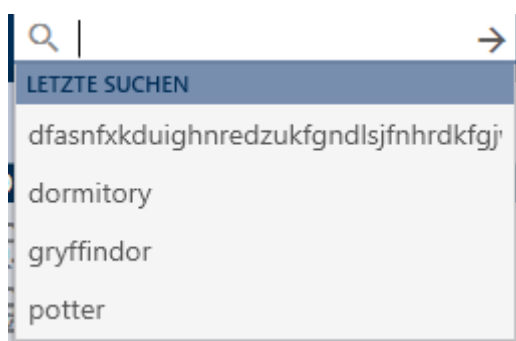 LETZTE SUCHEN
dfasnfxkduighnredzukfgndlsjfnhrdkfgj
dormitory
gryffindor
potter